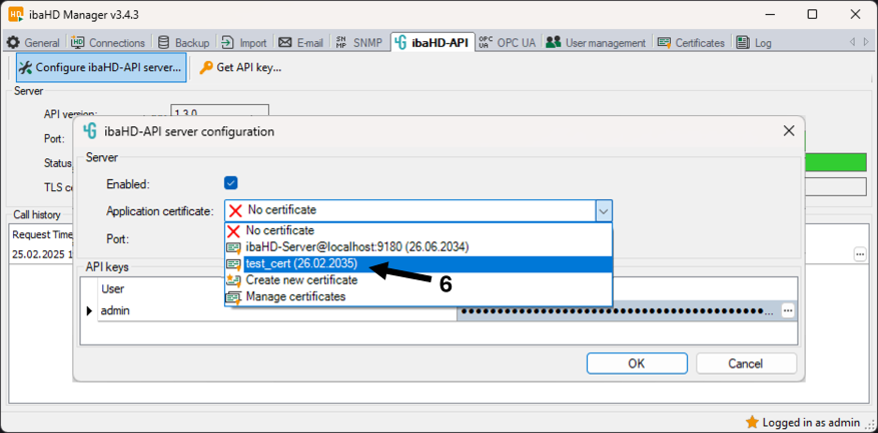 ibaHD Manager v3.4.3
General Connections Backup Import E-mail SNMP ibaHD-API OPC UA OPC UA User management Certificates Log
Configure ibaHD-API server... Get API key...
Server
API version: 1.3.0
ibaHD-API server configuration
Port:
Server
Status
Enabled:
TLS ce
Application certificate: No certificate
Call history
No certificate
Request Time
Port:
ibaHD-Server@localhost:9180 (26.06.2034)
25.02.2025 1
test_cert (26.02.2035)
6
API keys
Create new certificate
User
Manage certificates
admin ●●●●●●●●●●●●●●●●●●●●●●●●●●●●●●●●●●●●●●●●... ...
OK Cancel
Logged in as admin